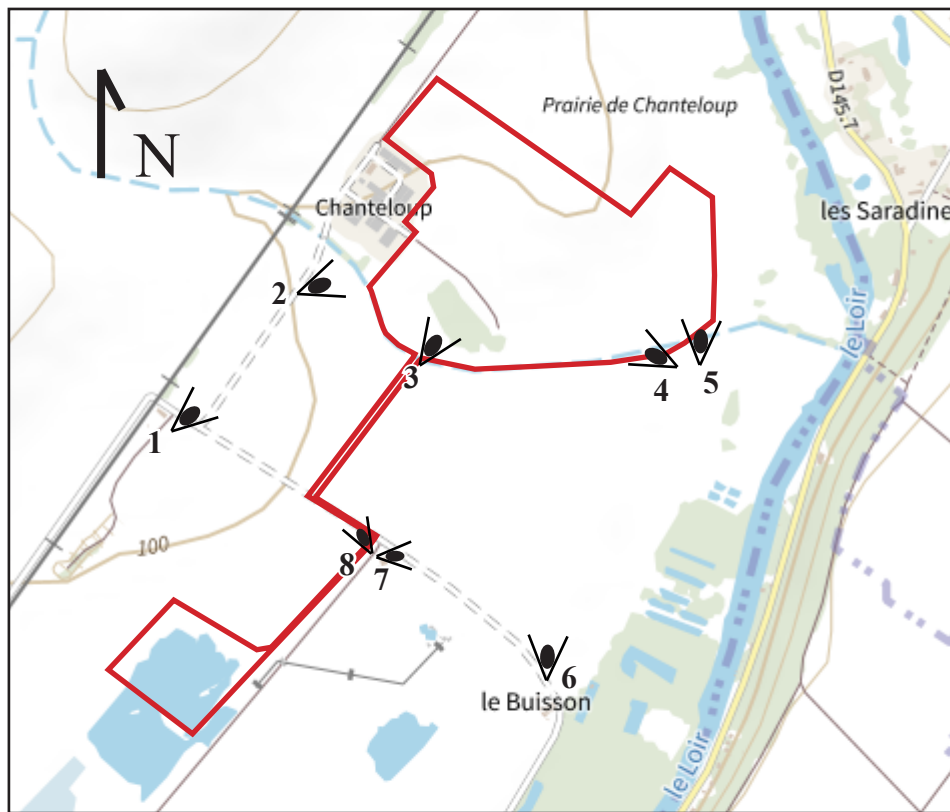 Prairie de Chanteloup
D145.7
N
Chanteloup
les Saradine
2
le Loir
3
4
5
1
100
8
7
6
le Buisson
le Loir